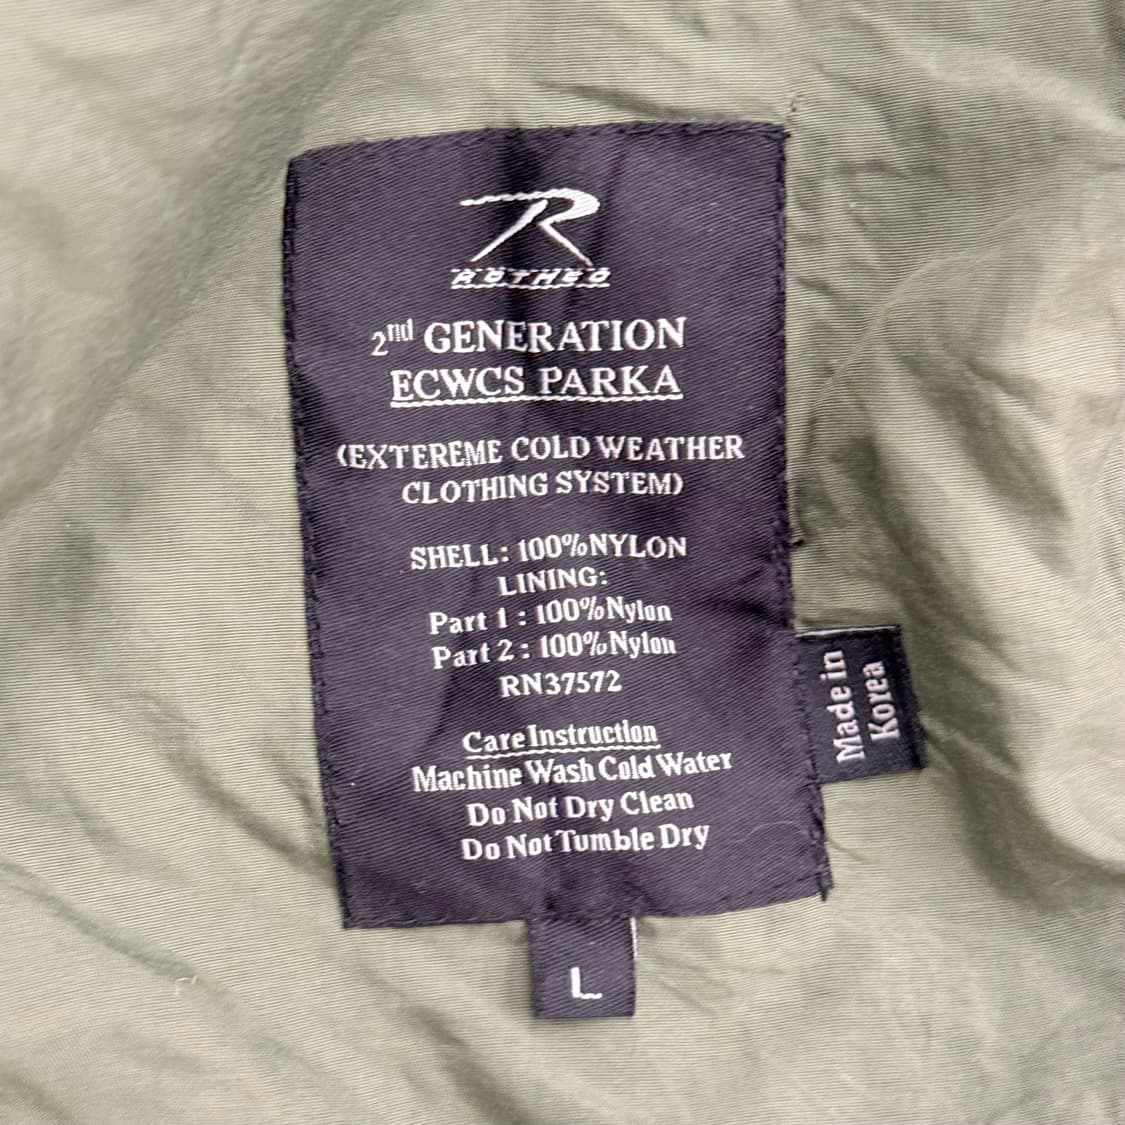 R
ROTHCO
2nd GENERATION
ECWCS PARKA
(EXTEREME COLD WEATHER
CLOTHING SYSTEM)
SHELL: 100%NYLON
LINING:
Part 1 : 100%Nylon
Part 2 : 100%Nylon
RN37572
Care Instruction
Machine Wash Cold Water
Do Not Dry Clean
Do Not Tumble Dry
Made in
Korea
L